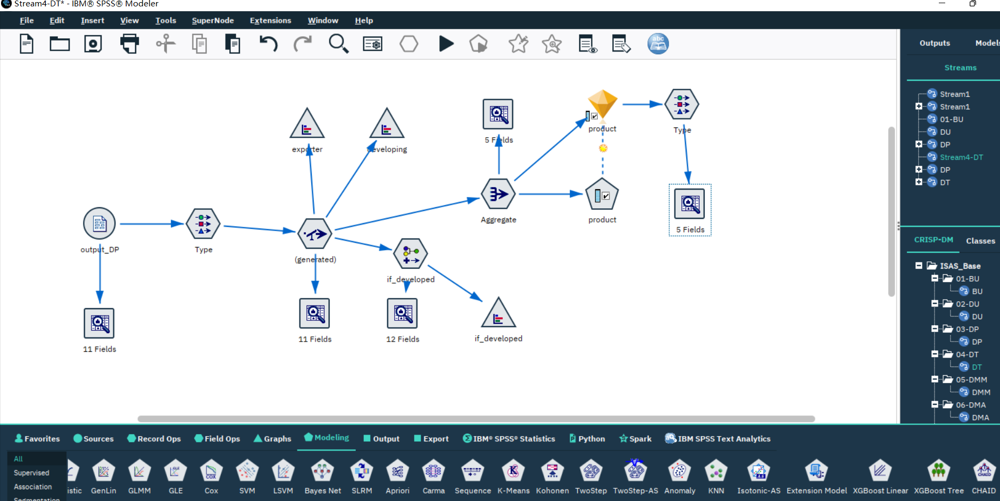 Stream4-DT* - IBM® SPSS® Modeler
File Edit Insert View Tools SuperNode Extensions Window Help
abc
Outputs Models
Streams
Stream1
Stream1
01-BU
DU
DP
Stream4-DT
DP
DT
exporter
developing
5 Fields
product
Type
output_DP
Type
(generated)
Aggregate
product
5 Fields
if_developed
11 Fields
11 Fields
12 Fields
if_developed
CRISP-DM Classes
ISAS_Base
01-BU
BU
02-DU
DU
03-DP
DP
04-DT
DT
05-DMM
DMM
06-DMA
DMA
Favorites Sources Record Ops Field Ops Graphs Modeling Output Export IBM® SPSS® Statistics Python Spark IBM SPSS Text Analytics
All
Supervised
Association
Segmentation
istic GenLin GLMM GLE Cox SVM LSVM Bayes Net SLRM Apriori Carma Sequence K-Means Kohonen TwoStep TwoStep-AS Anomaly KNN Isotonic-AS Extension Model XGBoost Linear XGBoost Tree CHAID